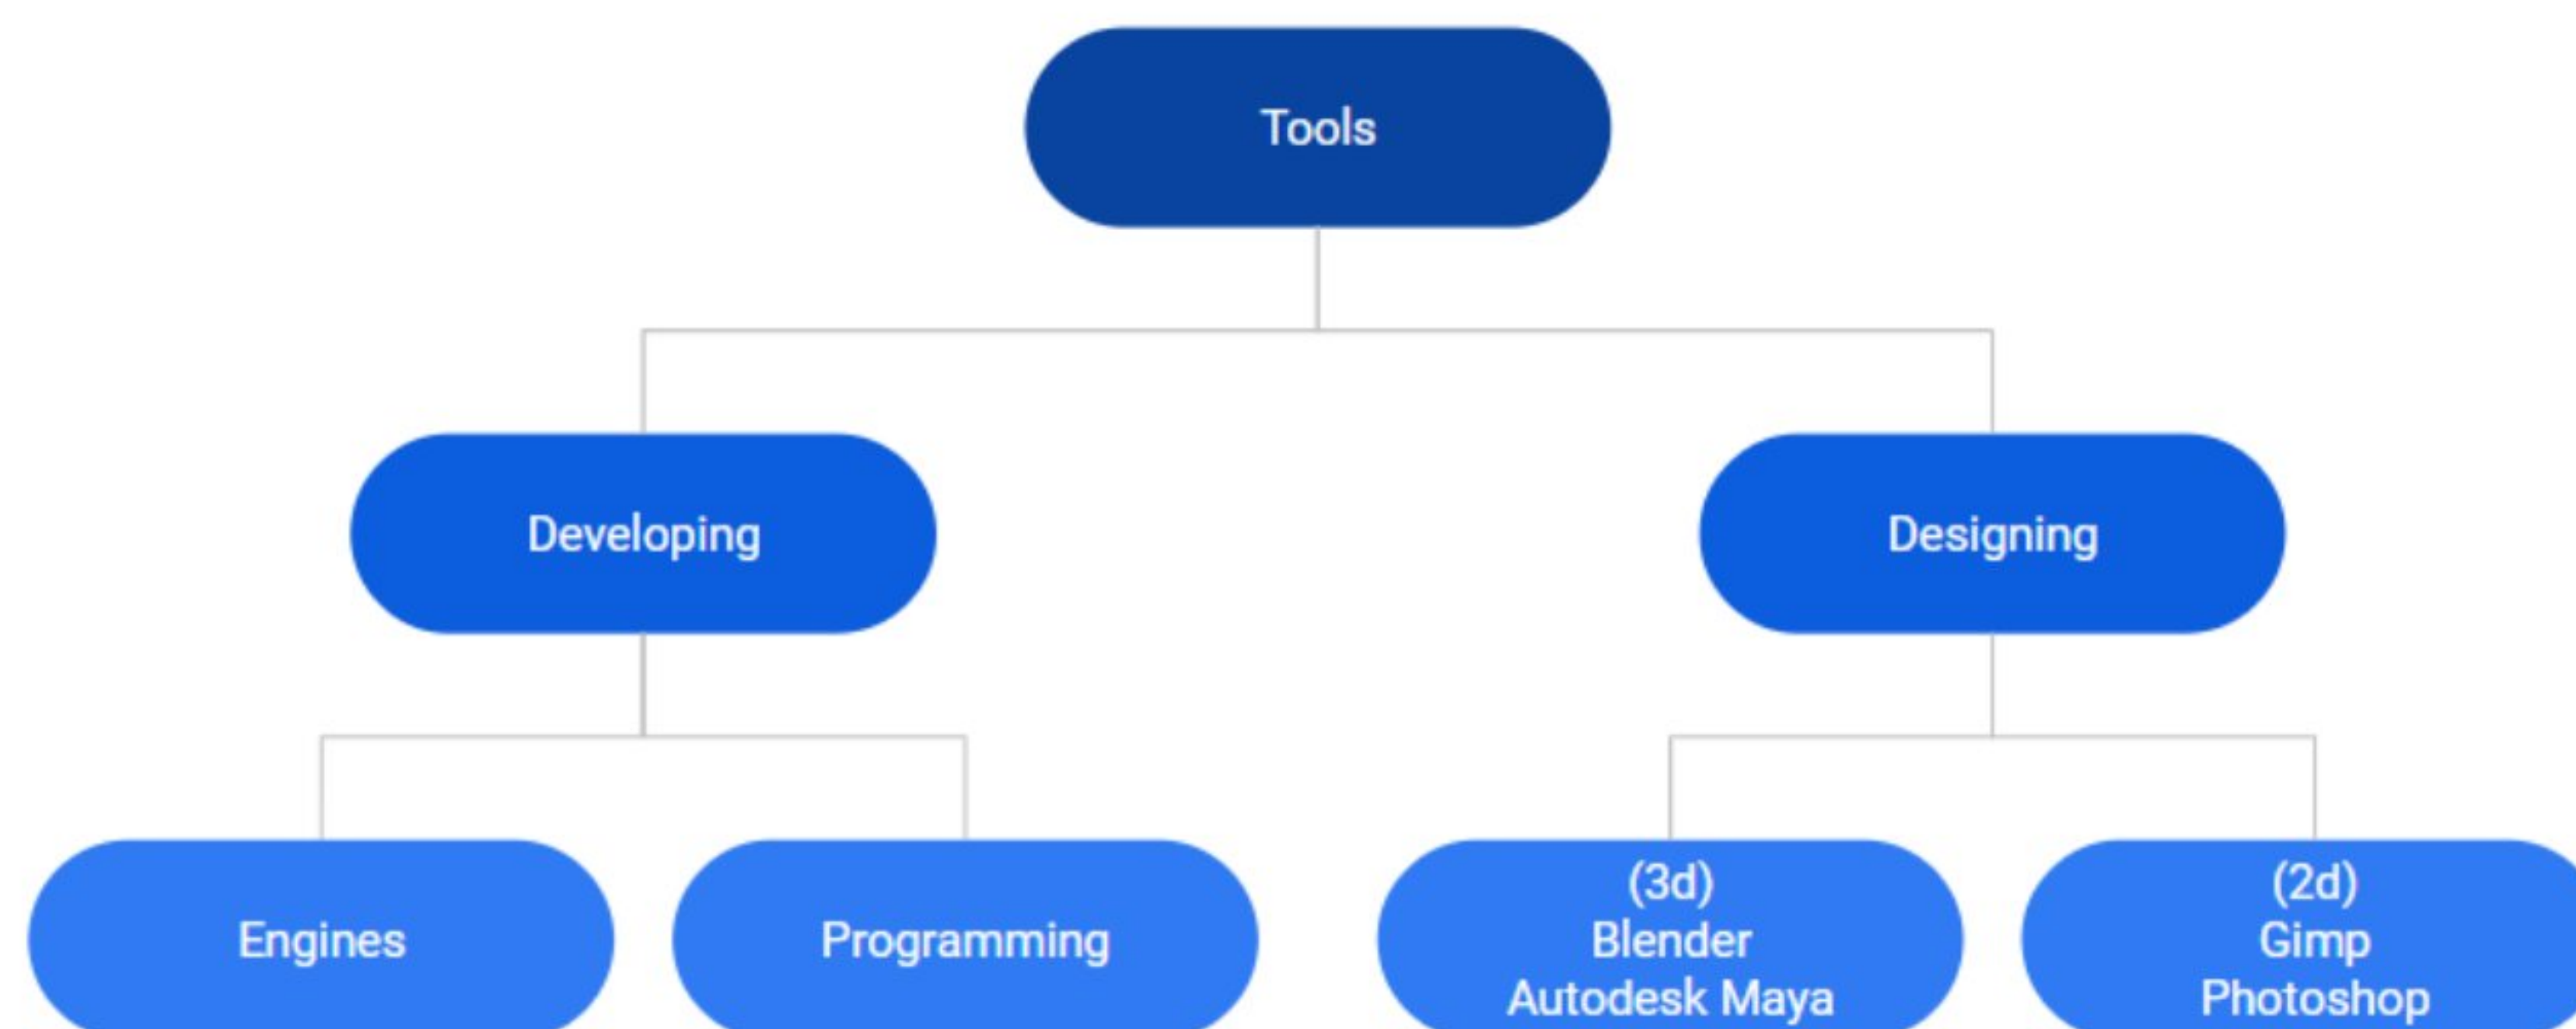 Tools
Developing
Designing
Engines
Programming
(3d)
Blender
Autodesk Maya
(2d)
Gimp
Photoshop